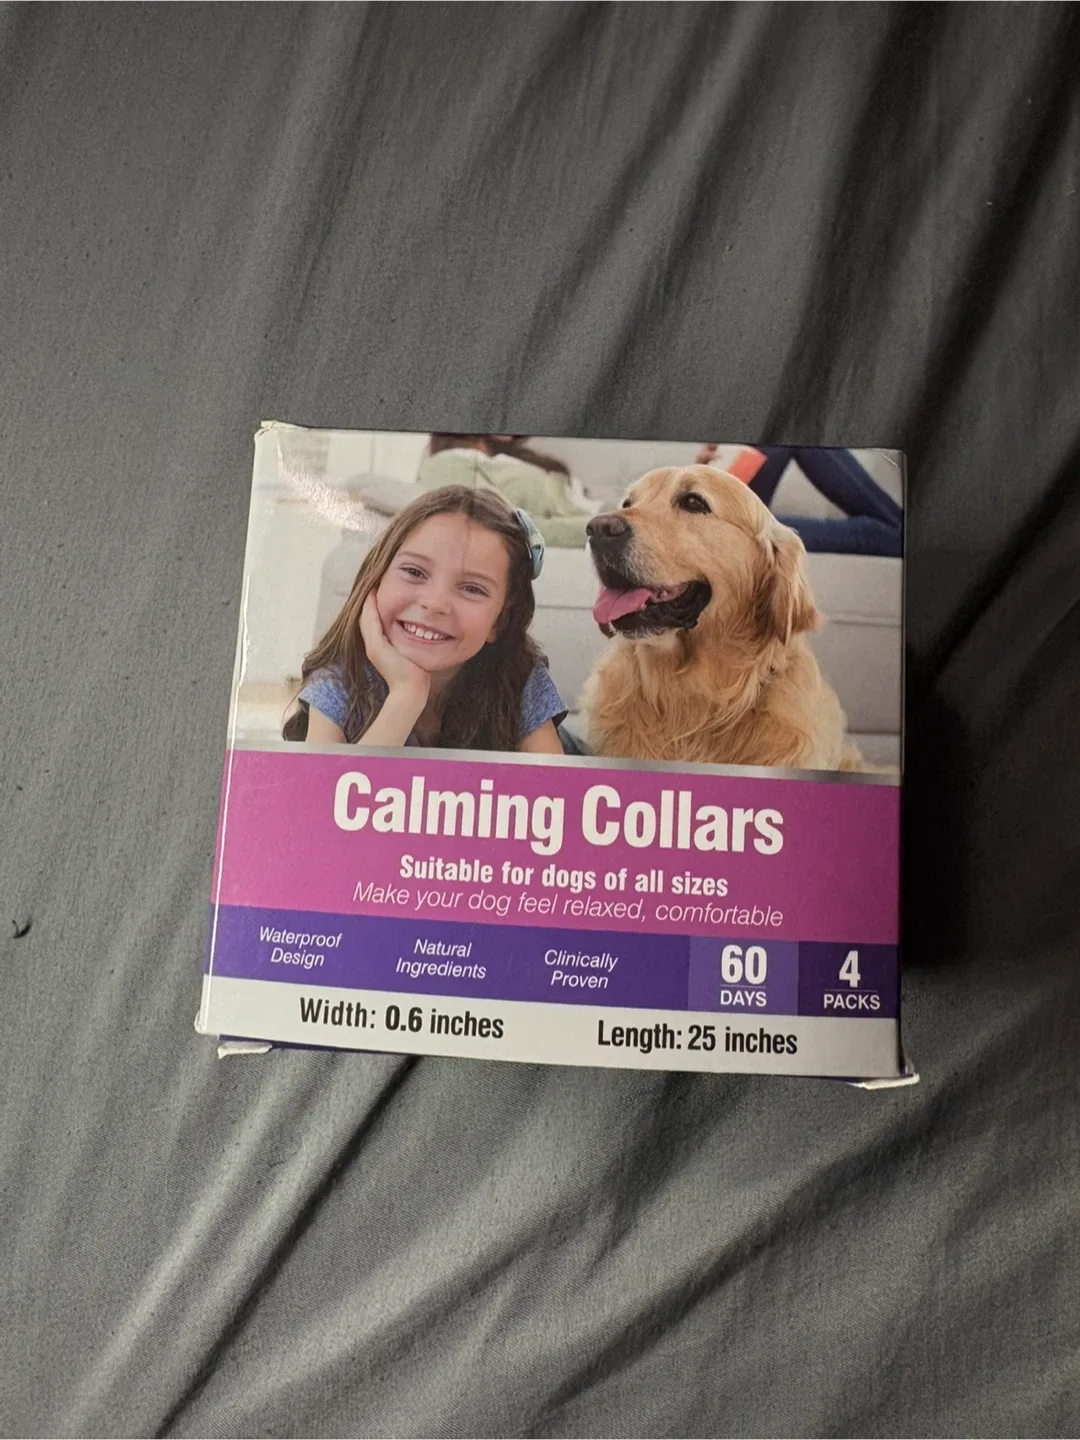 Calming Collars
Suitable for dogs of all sizes
Make your dog feel relaxed, comfortable
Waterproof
Design
Natural
Ingredients
Clinically
Proven
60
DAYS
4
PACKS
Width: 0.6 inches
Length: 25 inches